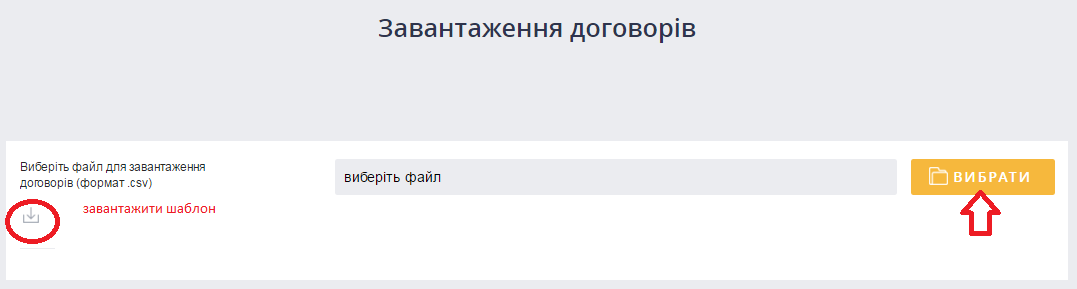 Завантаження договорів
Виберіть файл для завантаження
договорів (формат .csv)
виберіть файл
ВИБРАТИ
завантажити шаблон